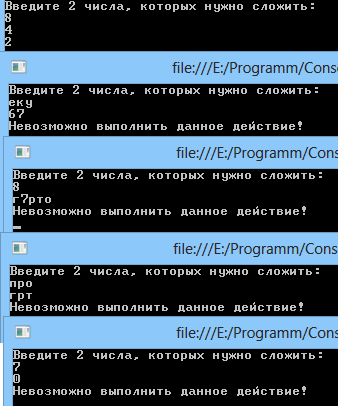 Введите 2 числа, которых нужно сложить:
8
4
2
file:///E:/Programm/Conso
Введите 2 числа, которых нужно сложить:
еку
67
Невозможно выполнить данное действие!
file:///E:/Programm/Cons
Введите 2 числа, которых нужно сложить:
8
г7рто
Невозможно выполнить данное действие!
file:///E:/Programm/Cons
Введите 2 числа, которых нужно сложить:
про
грт
Невозможно выполнить данное действие!
file:///E:/Programm/Cons
Введите 2 числа, которых нужно сложить:
7
0
Невозможно выполнить данное действие!